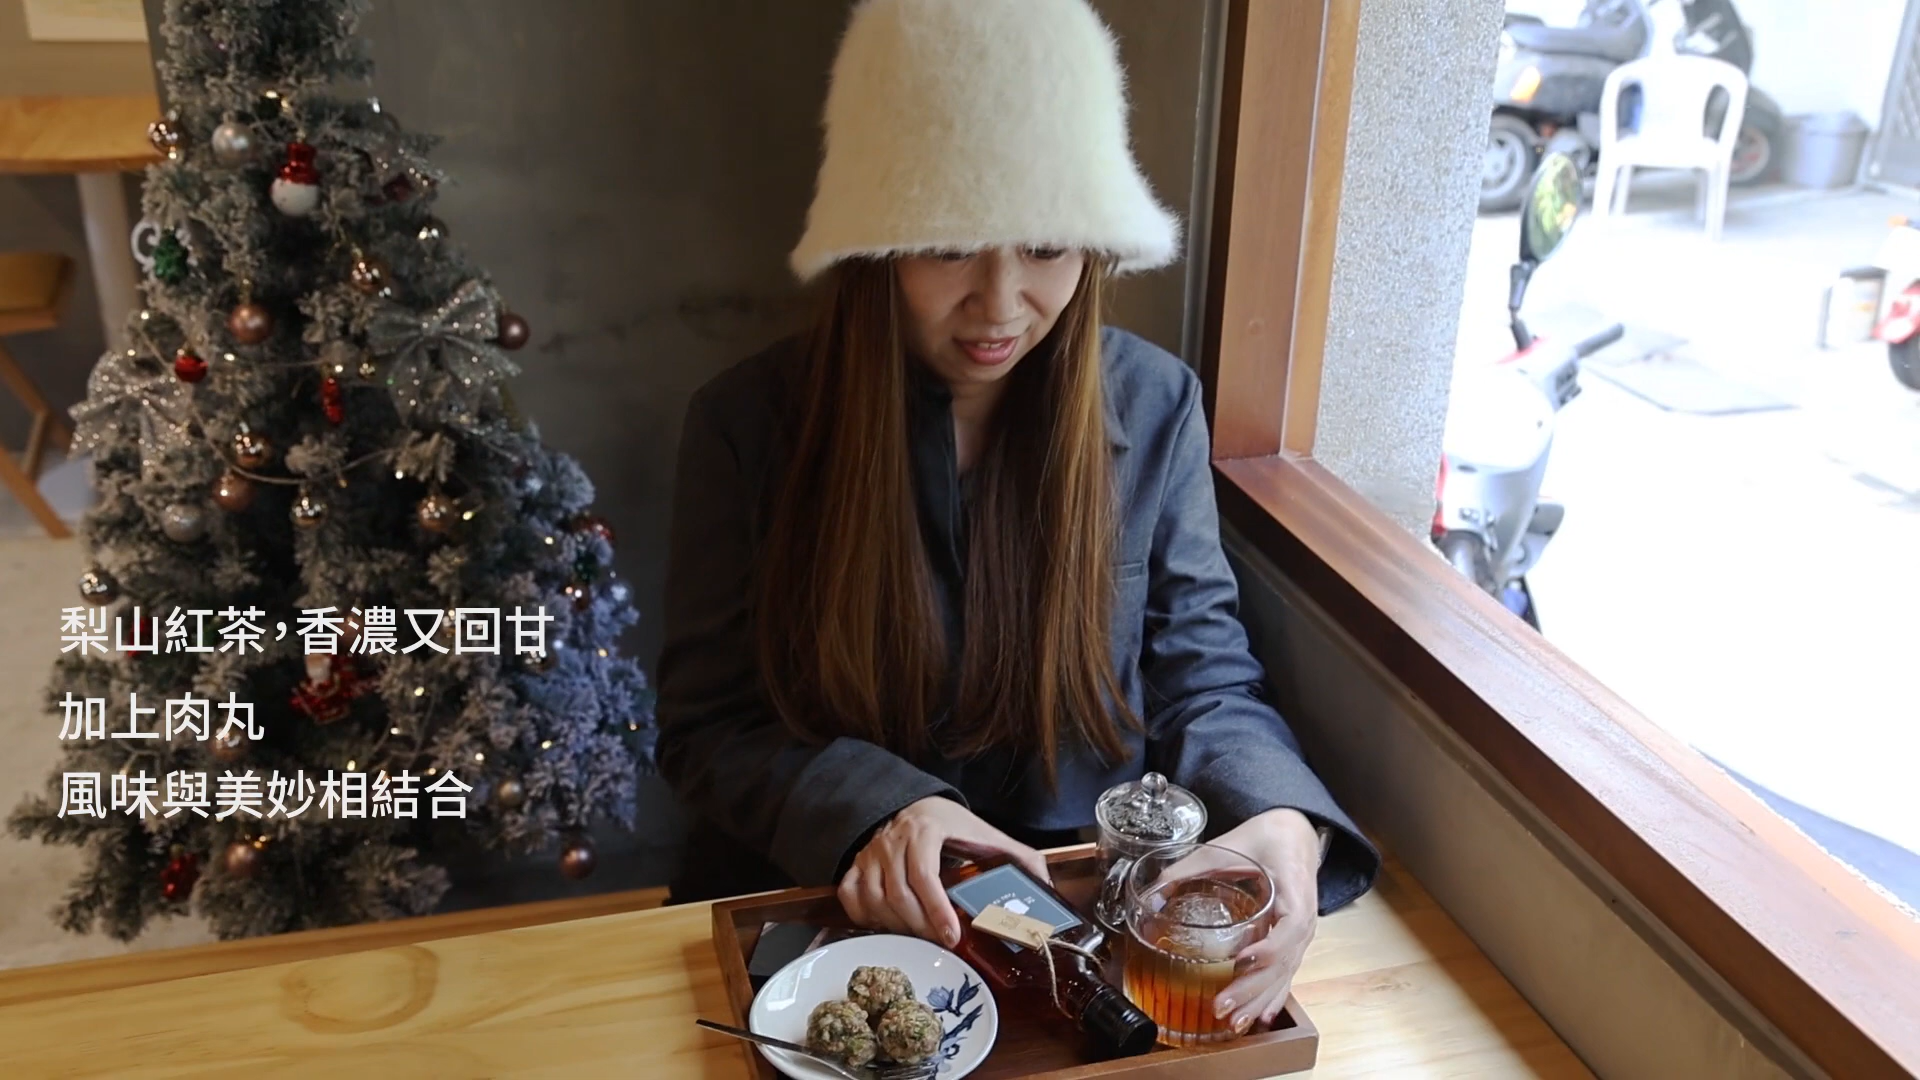 梨山紅茶，香濃又回甘
加上肉丸
風味與美妙相結合